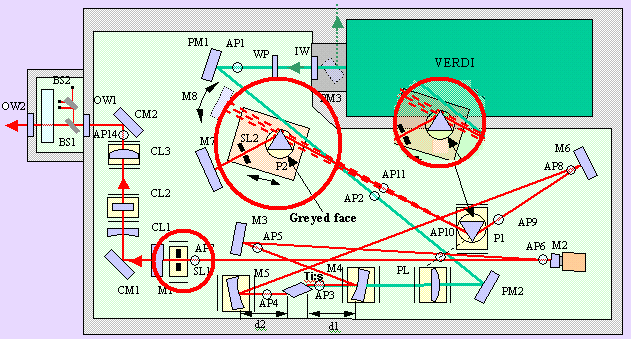 PM1
AP1
WP
IW
VERDI
BS2
OW2
OW1
CM2
M8
PM3
BS1
AP14
SL2
M7
P2
M6
CL3
AP8
AP11
CL2
AP2
Greyed face
M3
AP9
CL1
AP10
P1
AP5
AP6
M2
SL1
CM1
M5
M4
PL
Ti:s
AP4
AP3
PM2
d2
d1